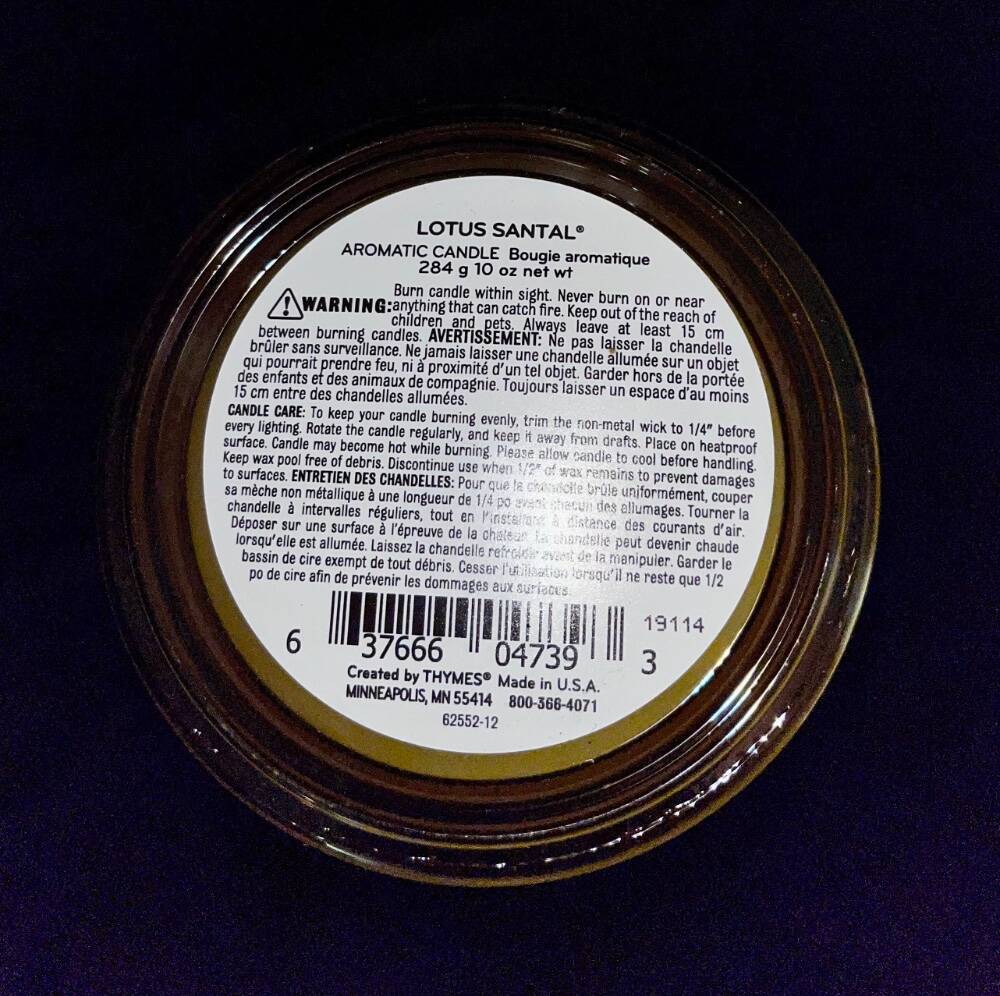 LOTUS SANTAL®
AROMATIC CANDLE Bougie aromatique
284 g 10 oz net wt
Burn candle within sight. Never burn on or near
WARNING: anything that can catch fire. Keep out of the reach of
children and pets. Always leave at least 15 cm
between burning candles. AVERTISSEMENT: Ne pas laisser la chandelle
brûler sans surveillance. Ne jamais laisser une chandelle allumée sur un objet
qui pourrait prendre feu, ni à proximité d'un tel objet. Garder hors de la portée
des enfants et des animaux de compagnie. Toujours laisser un espace d'au moins
15 cm entre des chandelles allumées.
CANDLE CARE: To keep your candle burning evenly, trim the non-metal wick to 1/4" before
every lighting. Rotate the candle regularly, and keep it away from drafts. Place on heatproof
surface. Candle may become hot while burning. Please allow candle to cool before handling.
Keep wax pool free of debris. Discontinue use when 1/2" of wax remains to prevent damages
to surfaces. ENTRETIEN DES CHANDELLES: Pour que la chandelle brûle uniformément, couper
sa mèche non métallique à une longueur de 1/4 po avant chacun des allumages. Tourner la
chandelle à intervalles réguliers, tout en l'installant à distance des courants d'air.
Déposer sur une surface à l'épreuve de la chaleur. La chandelle peut devenir chaude
lorsqu'elle est allumée. Laissez la chandelle refroidir avant de la manipuler. Garder le
bassin de cire exempt de tout débris. Cesser l'utilisation lorsqu'il ne reste que 1/2
po de cire afin de prévenir les dommages aux surfaces.
19114
6 37666 04739 3
Created by THYMES® Made in U.S.A.
MINNEAPOLIS, MN 55414 800-366-4071
62552-12